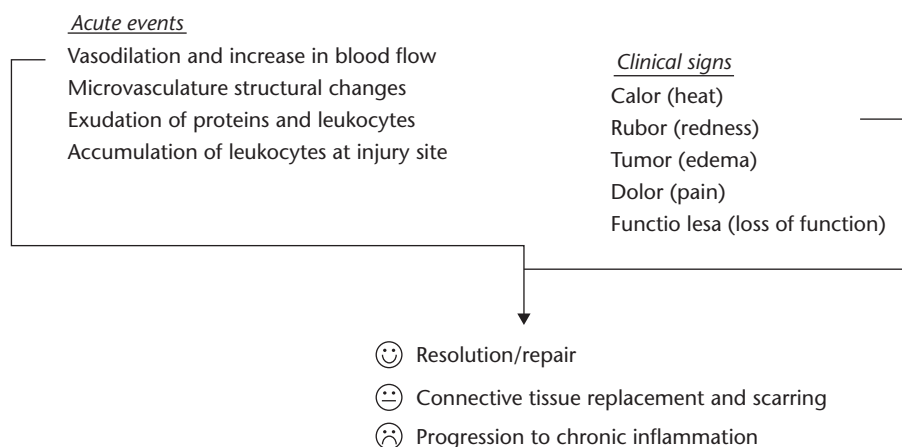 Acute events
Vasodilation and increase in blood flow
Microvasculature structural changes
Exudation of proteins and leukocytes
Accumulation of leukocytes at injury site
Clinical signs
Calor (heat)
Rubor (redness)
Tumor (edema)
Dolor (pain)
Functio lesa (loss of function)
Resolution/repair
Connective tissue replacement and scarring
Progression to chronic inflammation